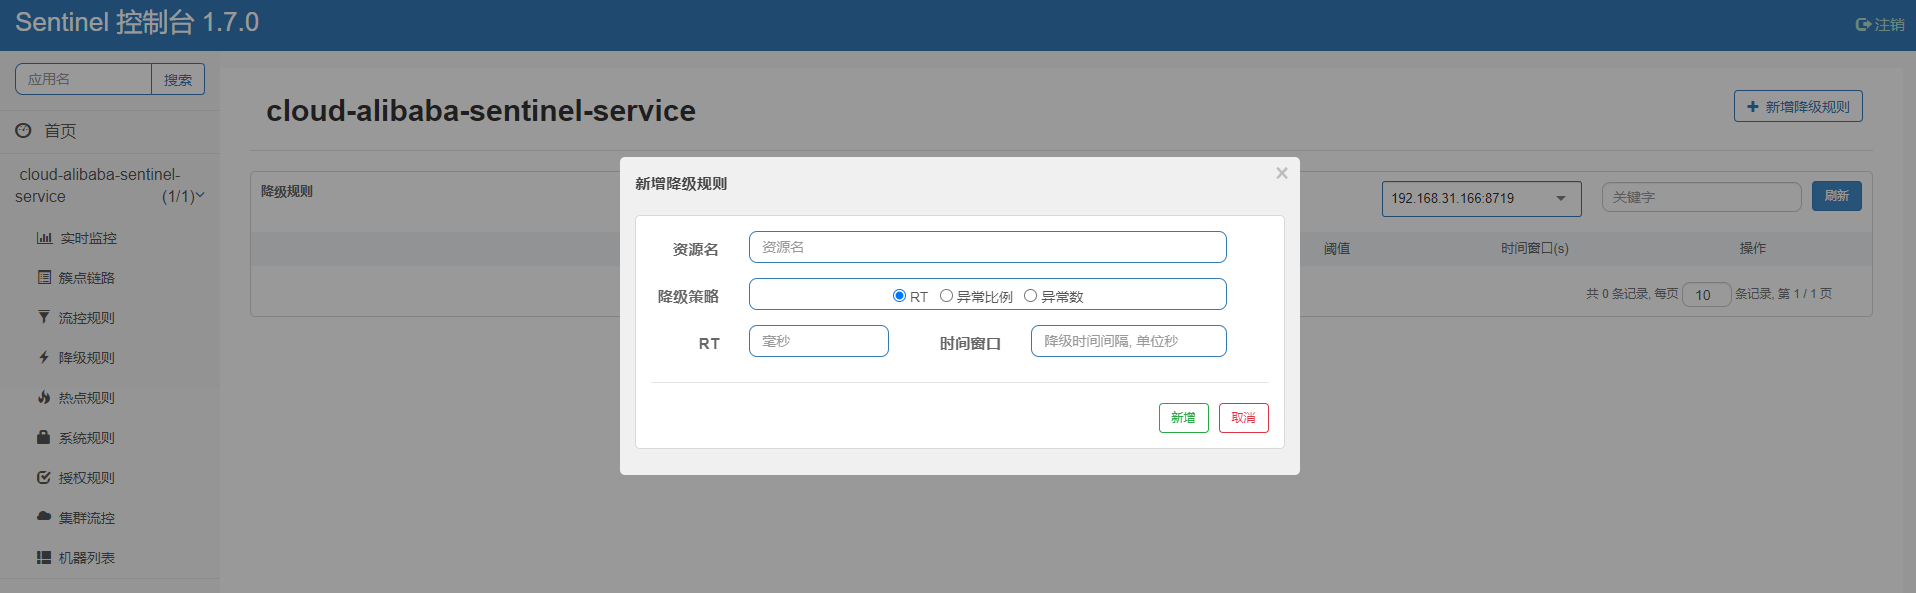 Sentinel 控制台 1.7.0
注销
应用名 搜索
首页
cloud-alibaba-sentinel-
service (1/1)
实时监控
簇点链路
流控规则
降级规则
热点规则
系统规则
授权规则
集群流控
机器列表
cloud-alibaba-sentinel-service
新增降级规则
降级规则
192.168.31.166:8719 关键字 刷新
阈值 时间窗口(s) 操作
共 0 条记录, 每页 10 条记录, 第 1 / 1 页
新增降级规则
资源名 资源名
降级策略 RT 异常比例 异常数
RT 毫秒 时间窗口 降级时间间隔, 单位秒
新增 取消